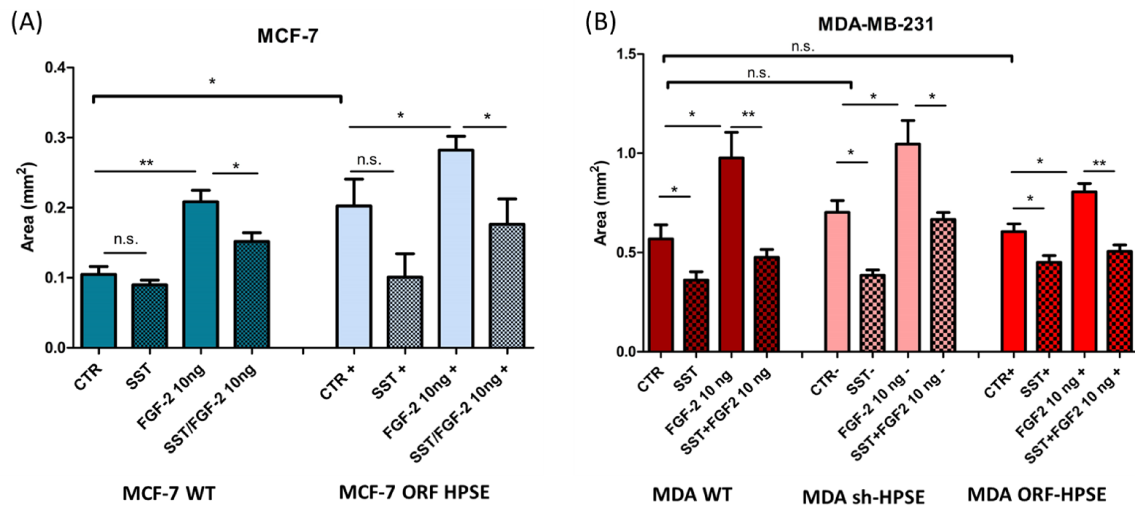 (A)
MCF-7
Area (mm²)
0.4
0.3
0.2
0.1
0.0
*
**
*
n.s.
*
*
n.s.
CTR
SST
FGF-2 10ng
SST/FGF-2 10ng
CTR +
SST +
FGF-2 10ng +
SST/FGF-2 10ng +
MCF-7 WT
MCF-7 ORF HPSE
(B)
MDA-MB-231
Area (mm²)
1.5
1.0
0.5
0.0
n.s.
n.s.
*
**
*
*
*
*
*
**
*
CTR
SST
FGF-2 10 ng
SST+FGF2 10 ng
CTR-
SST-
FGF-2 10 ng -
SST+FGF2 10 ng -
CTR+
SST+
FGF2 10 ng +
SST+FGF2 10 ng +
MDA WT
MDA sh-HPSE
MDA ORF-HPSE